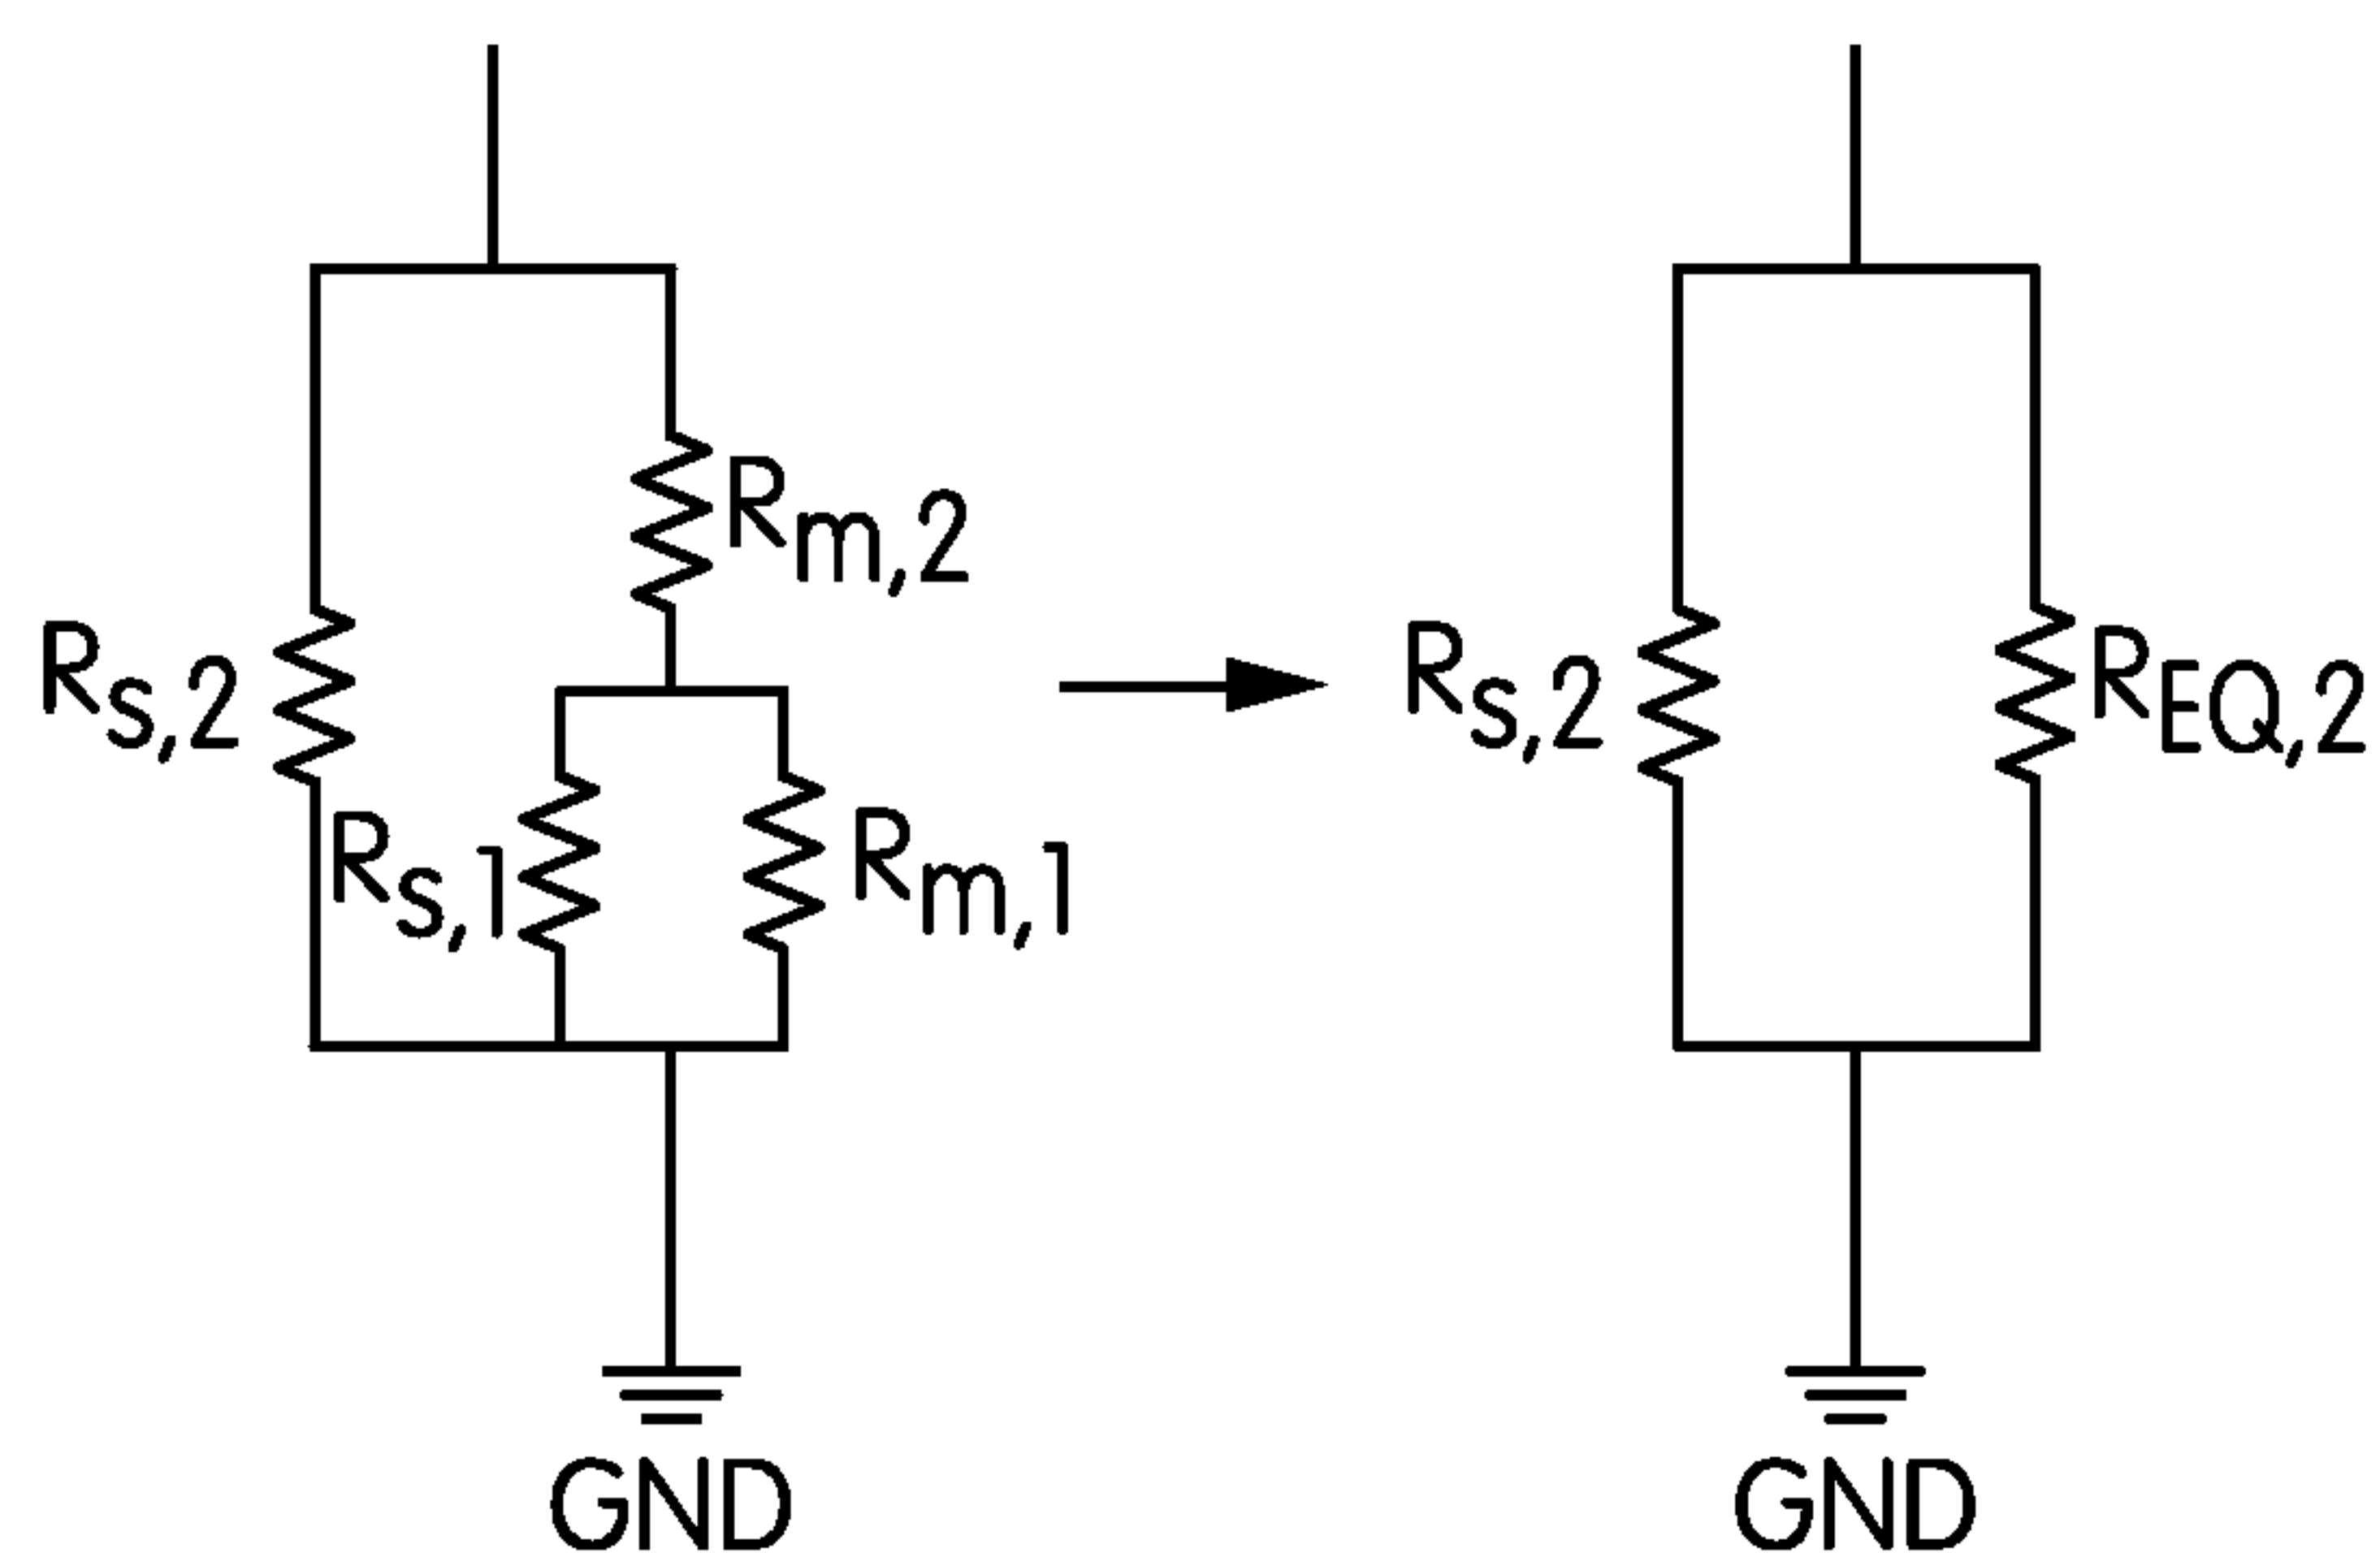 Rm,2
Rs,2
Rs,1
Rm,1
GND
Rs,2
REQ,2
GND